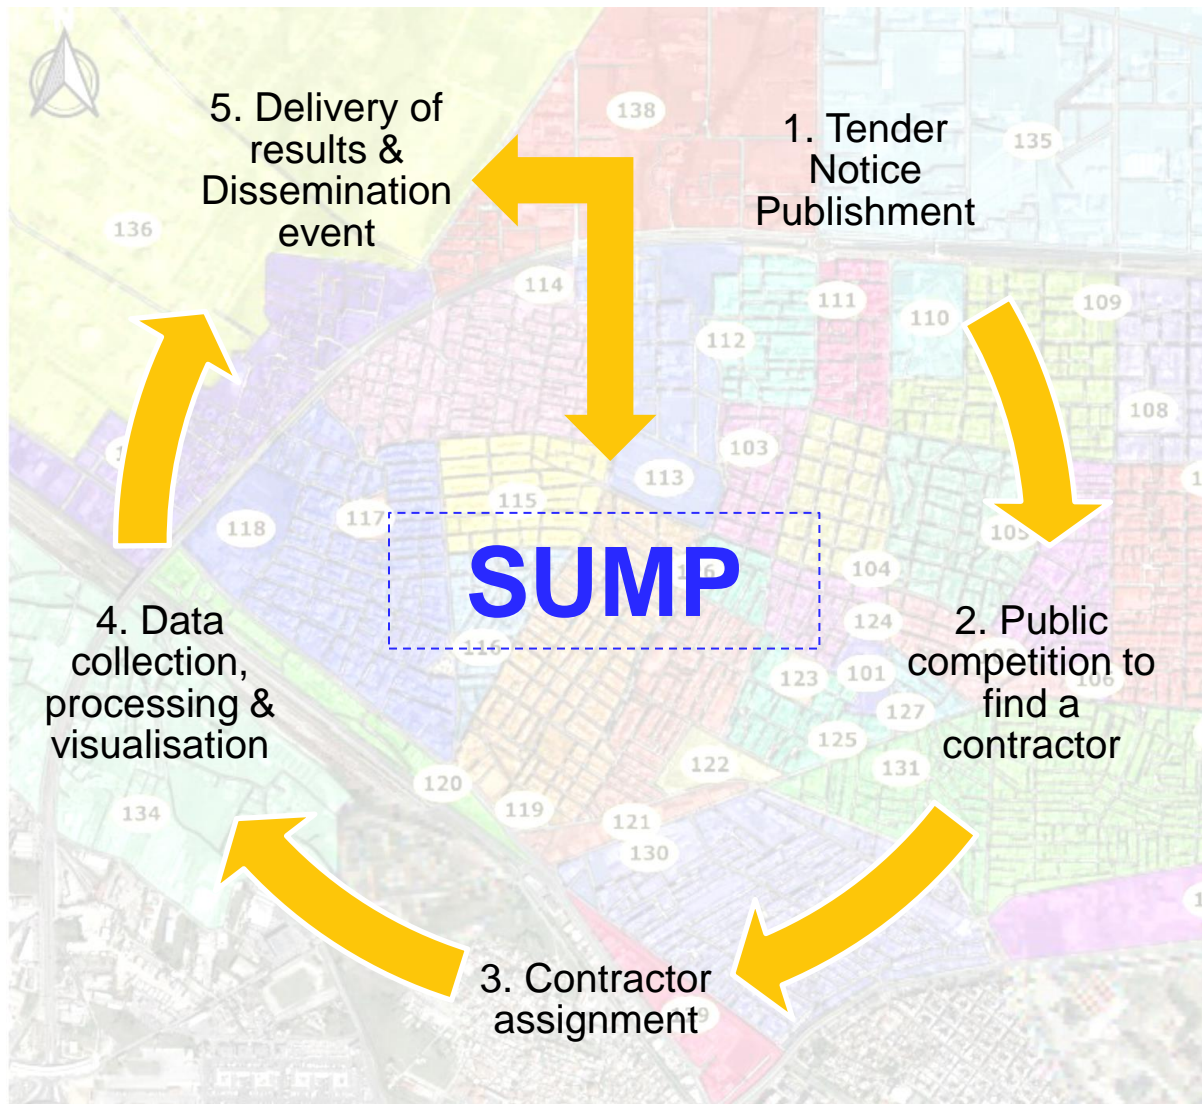 5. Delivery of
results &
Dissemination
event
1. Tender
Notice
Publishment
138
135
136
114
111
110
109
112
108
103
113
115
117
118
105
104
124
116
123
101
106
127
125
122
131
120
119
121
130
134
SUMP
2. Public
competition to
find a
contractor
4. Data
collection,
processing &
visualisation
3. Contractor
assignment